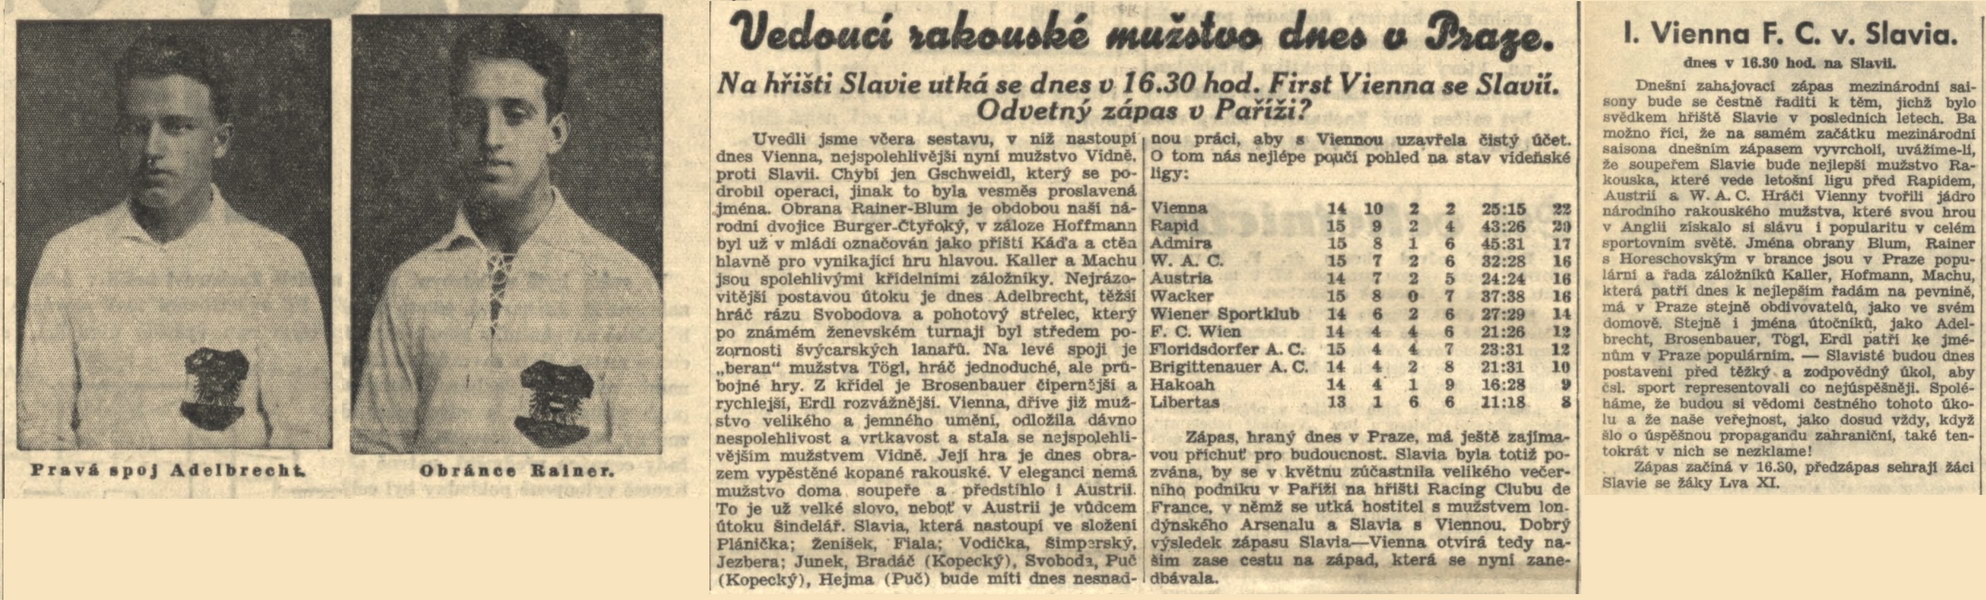 Pravá spoj Adelbrecht.
Obránce Rainer.
Vedoucí rakouské mužstvo dnes v Praze.
Na hřišti Slavie utká se dnes v 16.30 hod. First Vienna se Slavií.
Odvetný zápas v Paříži?
Uvedli jsme včera sestavu, v níž nastoupí
dnes Vienna, nejspolehlivější nyní mužstvo Vídně,
proti Slavii. Chybí jen Gschweidl, který se po-
drobil operaci, jinak to byla vesměs proslavená
jména. Obrana Rainer-Blum je obdobou naší ná-
rodní dvojice Burger-Čtyřoký, v záloze Hoffmann
byl už v mládí označován jako příští Káďa a ctěn
hlavně pro vynikající hru hlavou. Kaller a Machu
jsou spolehlivými křídelními záložníky. Nejrázo-
vitější postavou útoku je dnes Adelbrecht, těžší
hráč rázu Svobodova a pohotový střelec, který
po známém ženevském turnaji byl středem po-
zornosti švýcarských lanařů. Na levé spoji je
„beran“ mužstva Tögl, hráč jednoduché, ale prů-
bojné hry. Z křídel je Brosenbauer čipernější a
rychlejší, Erdl rozvážnější. Vienna, dříve již muž-
stvo velikého a jemného umění, odložila dávno
nespolehlivost a vrtkavost a stala se nejspolehli-
vějším mužstvem Vídně. Její hra je dnes obra-
zem vypěstěné kopané rakouské. V eleganci nemá
mužstvo doma soupeře a předstihlo i Austrii.
To je už velké slovo, neboť v Austrii je vůdcem
útoku Šindelář. Slavia, která nastoupí ve složení
Plánička; Ženíšek, Fiala; Vodička, Šimperský,
Jezbera; Junek, Bradáč (Kopecký), Svoboda, Puč
(Kopecký), Hejma (Puč) bude míti dnes nesnad-
nou práci, aby s Viennou uzavřela čistý účet.
O tom nás nejlépe poučí pohled na stav vídeňské
ligy:
Vienna 14 10 2 2 25:15 22
Rapid 15 9 2 4 43:26 20
Admira 15 8 1 6 45:31 17
W. A. C. 15 7 2 6 32:28 16
Austria 14 7 2 5 24:24 16
Wacker 15 8 0 7 37:38 16
Wiener Sportklub 14 6 2 6 27:29 14
F. C. Wien 14 4 4 6 21:26 12
Floridsdorfer A. C. 15 4 4 7 23:31 12
Brigittenauer A. C. 14 4 2 8 21:31 10
Hakoah 14 4 1 9 16:28 9
Libertas 13 1 6 6 11:18 8
Zápas, hraný dnes v Praze, má ještě zajíma-
vou příchuť pro budoucnost. Slavia byla totiž po-
zvána, by se v květnu zúčastnila velikého večer-
ního podniku v Paříži na hřišti Racing Clubu de
France, v němž se utká hostitel s mužstvem lon-
dýnského Arsenalu a Slavia s Viennou. Dobrý
výsledek zápasu Slavia—Vienna otvírá tedy na-
šim zase cestu na západ, která se nyní zane-
dbávala.
I. Vienna F. C. v. Slavia.
dnes v 16.30 hod. na Slavii.
Dnešní zahajovací zápas mezinárodní sai-
sony bude se čestně řaditi k těm, jichž bylo
svědkem hřiště Slavie v posledních letech. Ba
možno říci, že na samém začátku mezinárodní
saisona dnešním zápasem vyvrcholí, uvážíme-li,
že soupeřem Slavie bude nejlepší mužstvo Ra-
kouska, které vede letošní ligu před Rapidem,
Austrií a W. A. C. Hráči Vienny tvořili jádro
národního rakouského mužstva, které svou hrou
v Anglii získalo si slávu i popularitu v celém
sportovním světě. Jména obrany Blum, Rainer
s Horeschovským v brance jsou v Praze popu-
lární a řada záložníků Kaller, Hofmann, Machu,
která patří dnes k nejlepším řadám na pevnině,
má v Praze stejně obdivovatelů, jako ve svém
domově. Stejně i jména útočníků, jako Adel-
brecht, Brosenbauer, Tögl, Erdl patří ke jmé-
nům v Praze populárním. — Slavisté budou dnes
postaveni před těžký a zodpovědný úkol, aby
čsl. sport representovali co nejúspěšněji. Spolé-
háme, že budou si vědomi čestného tohoto úko-
lu a že naše veřejnost, jako dosud vždy, když
šlo o úspěšnou propagandu zahraniční, také ten-
tokrát v nich se nezklame!
Zápas začíná v 16.30, předzápas sehrají žáci
Slavie se žáky Lva XI.